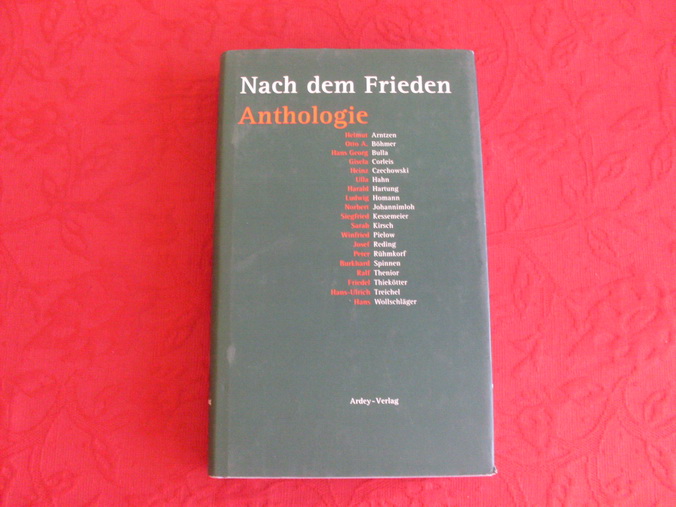 Nach dem Frieden
Anthologie
Helmut Arntzen
Otto A. Böhmer
Hans Georg Bulla
Gisela Corleis
Heinz Czechowski
Ulla Hahn
Harald Hartung
Ludwig Homann
Norbert Johannimloh
Siegfried Kessemeier
Sarah Kirsch
Winfried Pielow
Josef Reding
Peter Rühmkorf
Burkhard Spinnen
Ralf Thenior
Friedel Thiekötter
Hans-Ulrich Treichel
Hans Wollschläger
Ardey-Verlag